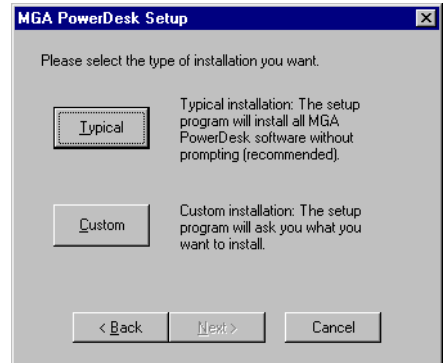 MGA PowerDesk Setup
Please select the type of installation you want.
Typical
Typical installation: The setup
program will install all MGA
PowerDesk software without
prompting (recommended).
Custom
Custom installation: The setup
program will ask you what you
want to install.
< Back
Next >
Cancel